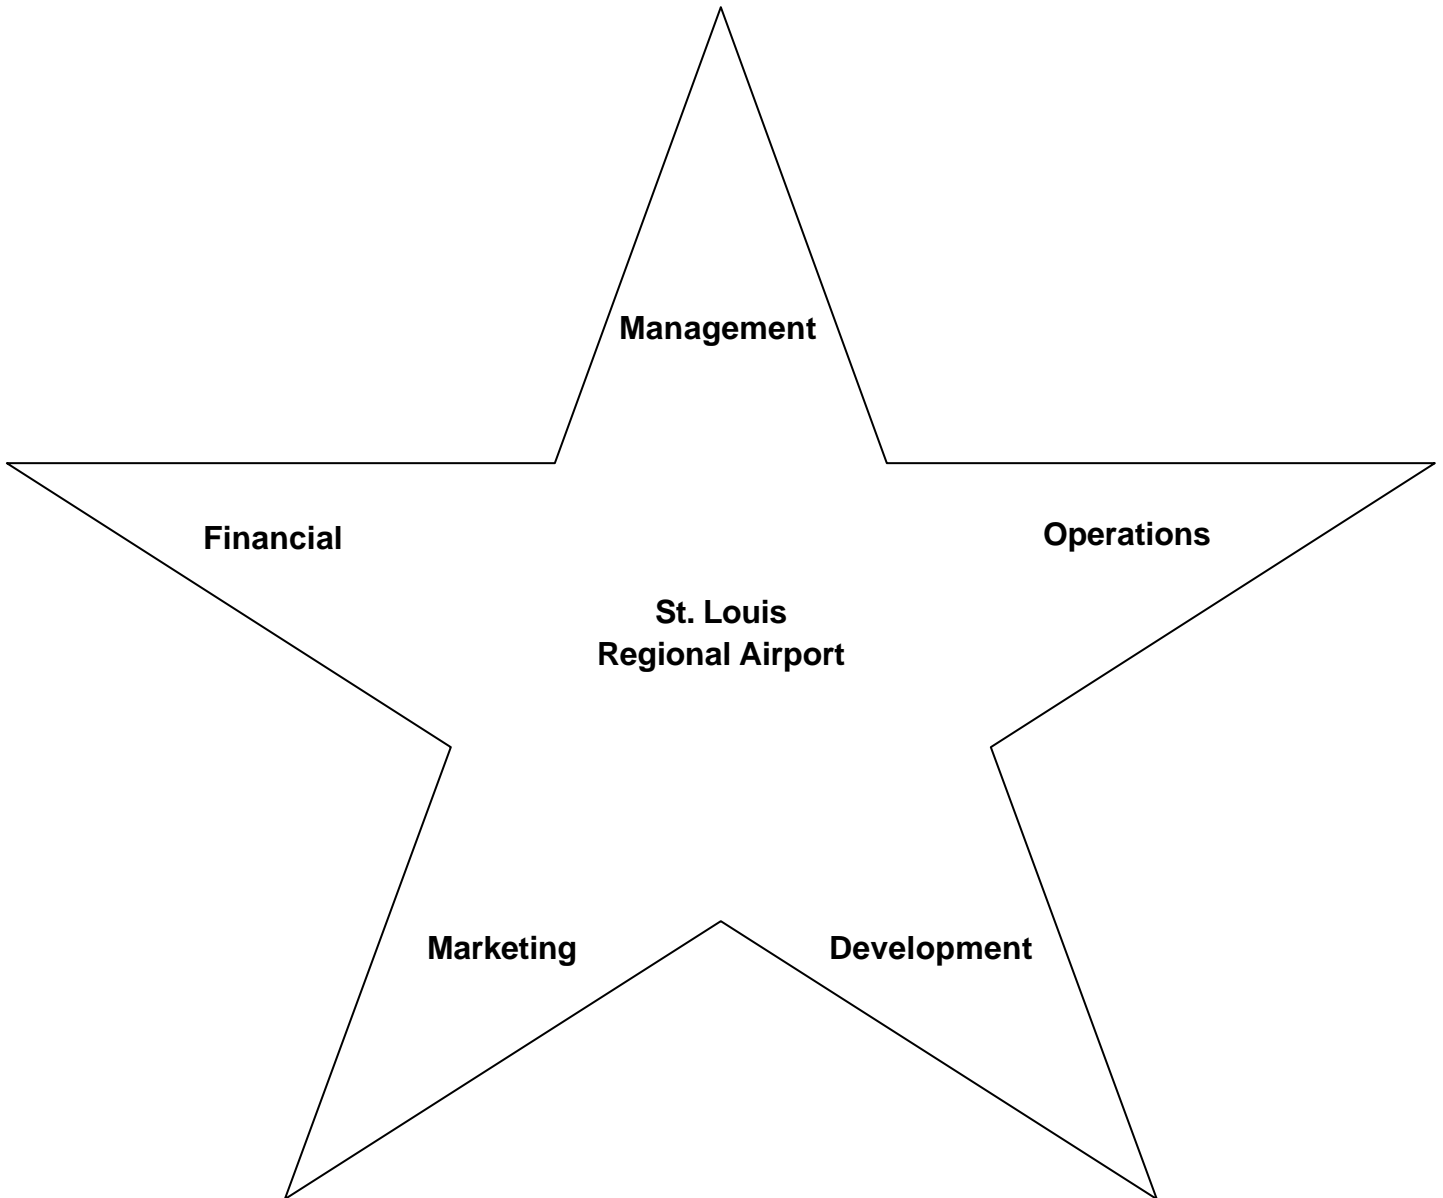 Management
Financial
Operations
St. Louis
Regional Airport
Marketing
Development